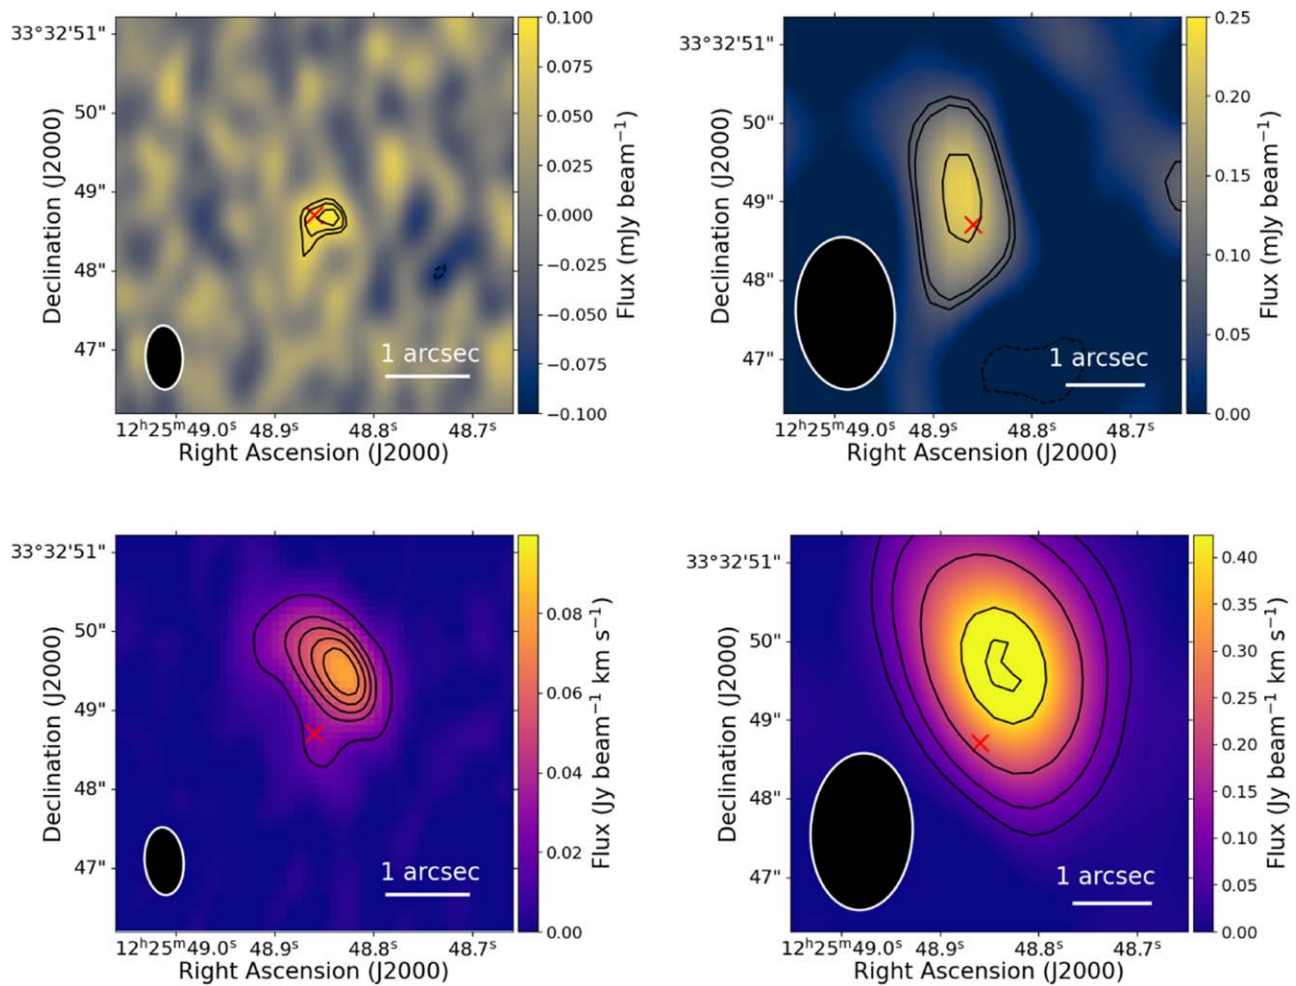 33°32'51"
50"
49"
48"
47"
Declination (J2000)
12ʰ25ᵐ49.0ˢ
48.9ˢ
48.8ˢ
48.7ˢ
Right Ascension (J2000)
1 arcsec
0.100
0.075
0.050
0.025
0.000
−0.025
−0.050
−0.075
−0.100
Flux (mJy beam⁻¹)
33°32'51"
50"
49"
48"
47"
Declination (J2000)
12ʰ25ᵐ49.0ˢ
48.9ˢ
48.8ˢ
48.7ˢ
Right Ascension (J2000)
1 arcsec
0.25
0.20
0.15
0.10
0.05
0.00
Flux (mJy beam⁻¹)
33°32'51"
50"
49"
48"
47"
Declination (J2000)
12ʰ25ᵐ49.0ˢ
48.9ˢ
48.8ˢ
48.7ˢ
Right Ascension (J2000)
1 arcsec
0.08
0.06
0.04
0.02
0.00
Flux (Jy beam⁻¹ km s⁻¹)
33°32'51"
50"
49"
48"
47"
Declination (J2000)
12ʰ25ᵐ49.0ˢ
48.9ˢ
48.8ˢ
48.7ˢ
Right Ascension (J2000)
1 arcsec
0.40
0.35
0.30
0.25
0.20
0.15
0.10
0.05
0.00
Flux (Jy beam⁻¹ km s⁻¹)